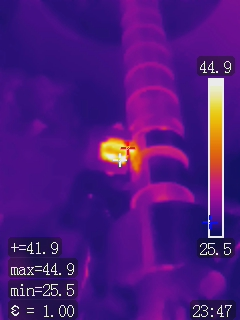 44.9
25.5
+=41.9
max=44.9
min=25.5
ε = 1.00
23:47